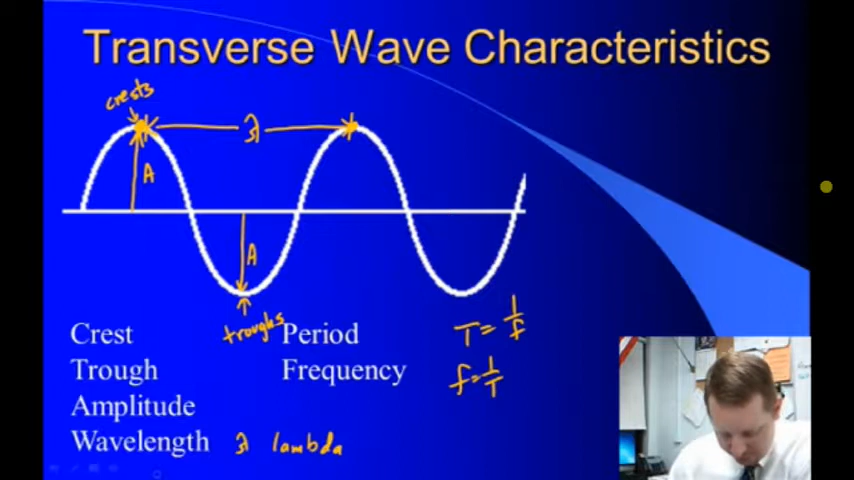 Transverse Wave Characteristics
crests
λ
A
A
troughs
Crest
Trough
Amplitude
Wavelength λ lambda
Period
Frequency
T = 1/f
f = 1/T